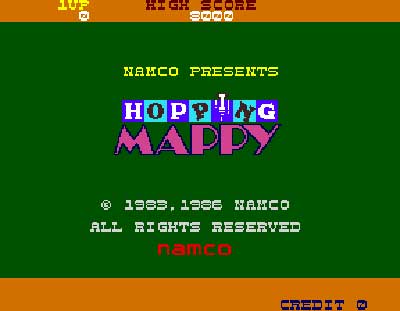 1UP HIGH SCORE
0 8000
NAMCO PRESENTS
HOPPING
MAPPY
© 1983,1986 NAMCO
ALL RIGHTS RESERVED
namco
CREDIT 0